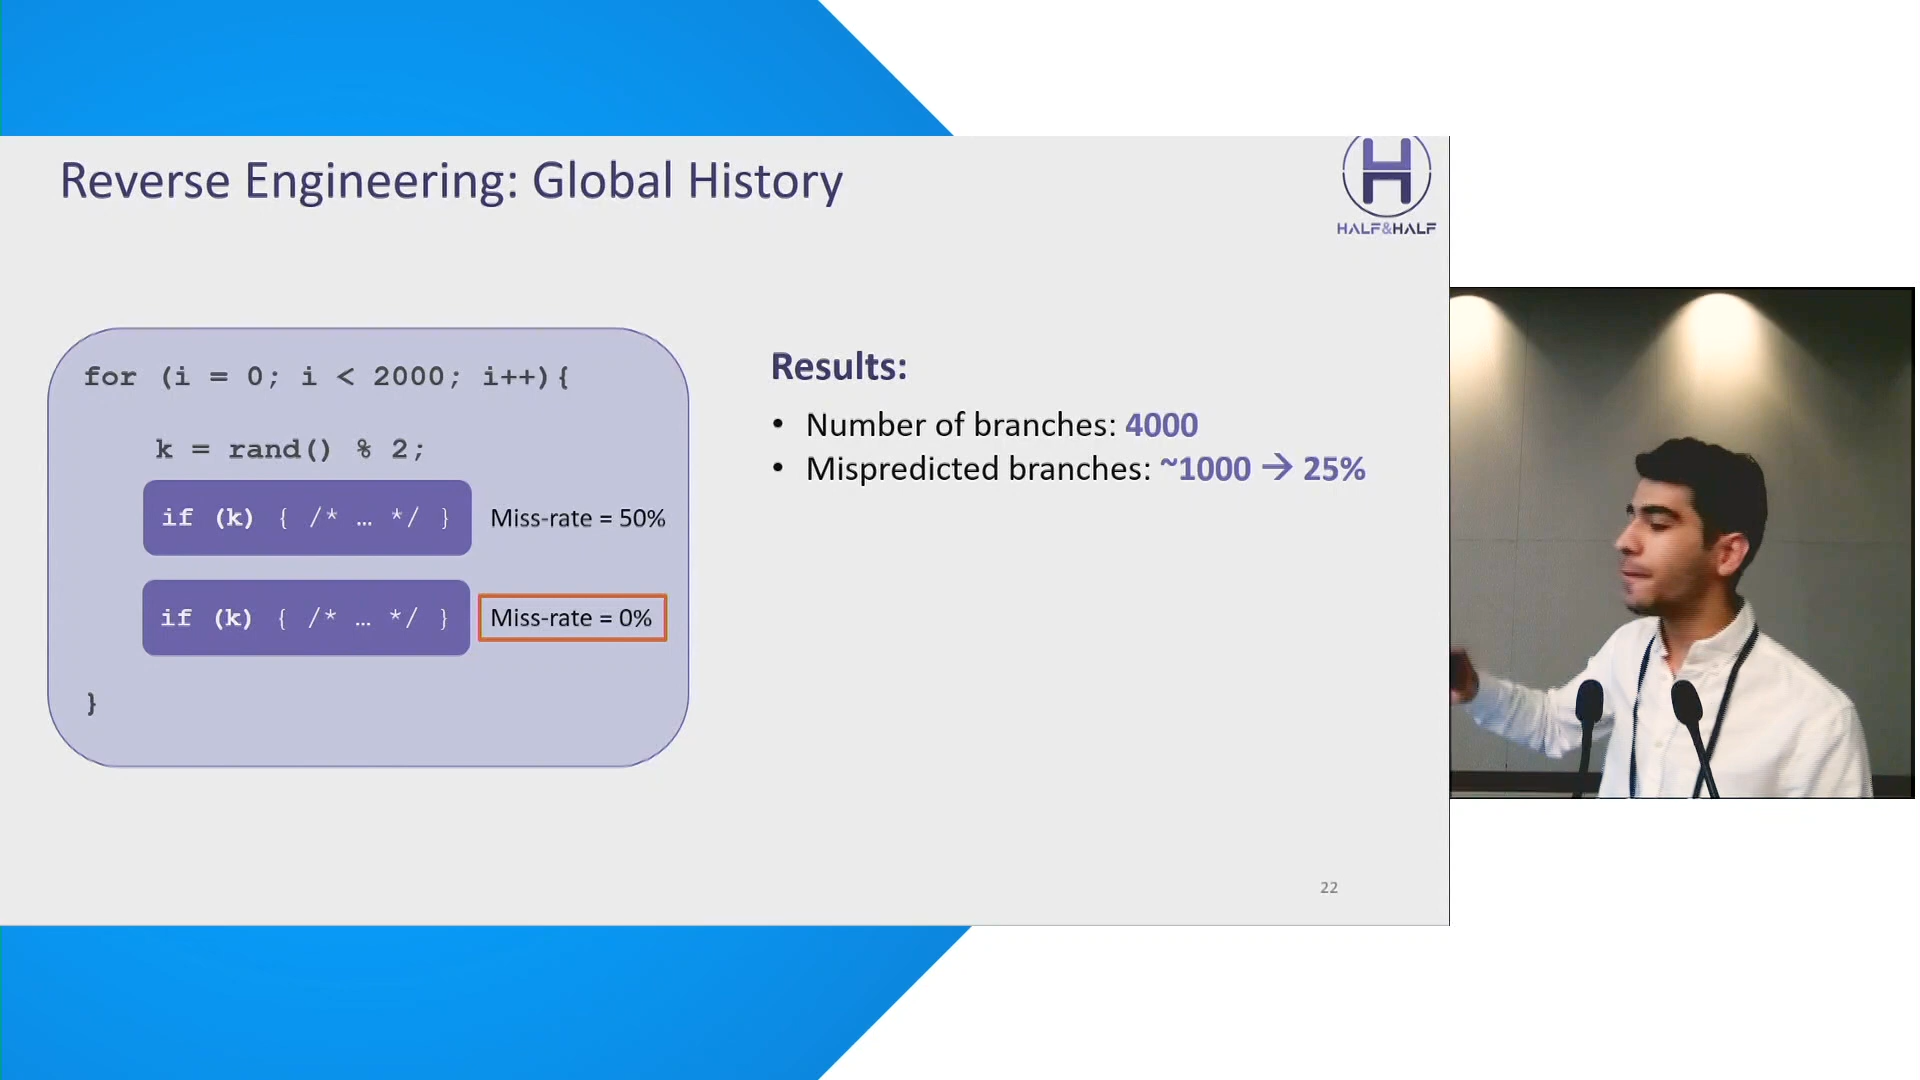 Reverse Engineering: Global History
H
HALF&HALF
for (i = 0; i < 2000; i++){
k = rand() % 2;
if (k) { /* … */ } Miss-rate = 50%
if (k) { /* … */ } Miss-rate = 0%
}
Results:
• Number of branches: 4000
• Mispredicted branches: ~1000 → 25%
22